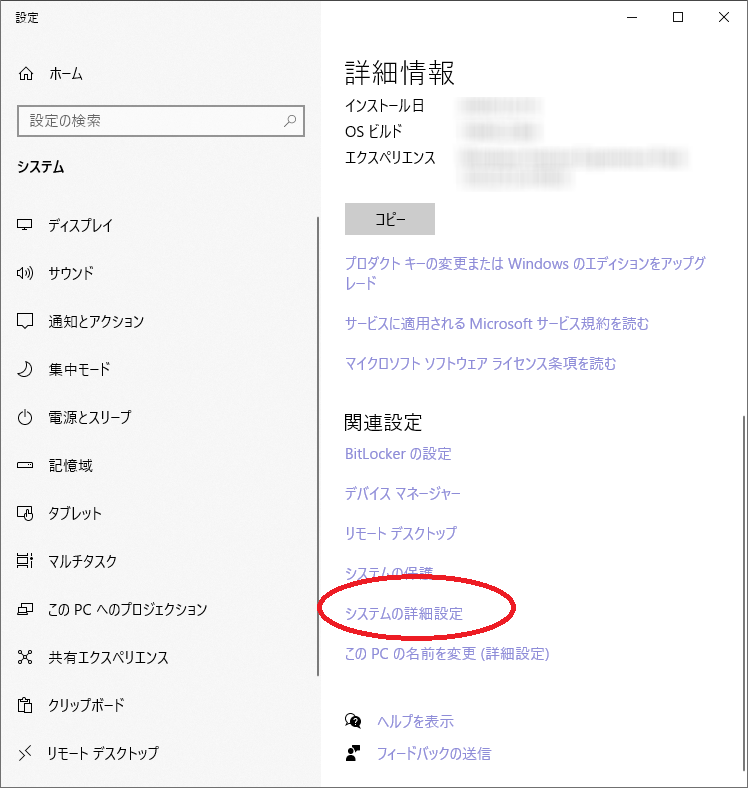 設定
ホーム
設定の検索
システム
ディスプレイ
サウンド
通知とアクション
集中モード
電源とスリープ
記憶域
タブレット
マルチタスク
この PC へのプロジェクション
共有エクスペリエンス
クリップボード
リモート デスクトップ
詳細情報
インストール日
OS ビルド
エクスペリエンス
コピー
プロダクト キーの変更または Windows のエディションをアップグ
レード
サービスに適用される Microsoft サービス規約を読む
マイクロソフト ソフトウェア ライセンス条項を読む
関連設定
BitLocker の設定
デバイス マネージャー
リモート デスクトップ
システムの保護
システムの詳細設定
この PC の名前を変更 (詳細設定)
ヘルプを表示
フィードバックの送信